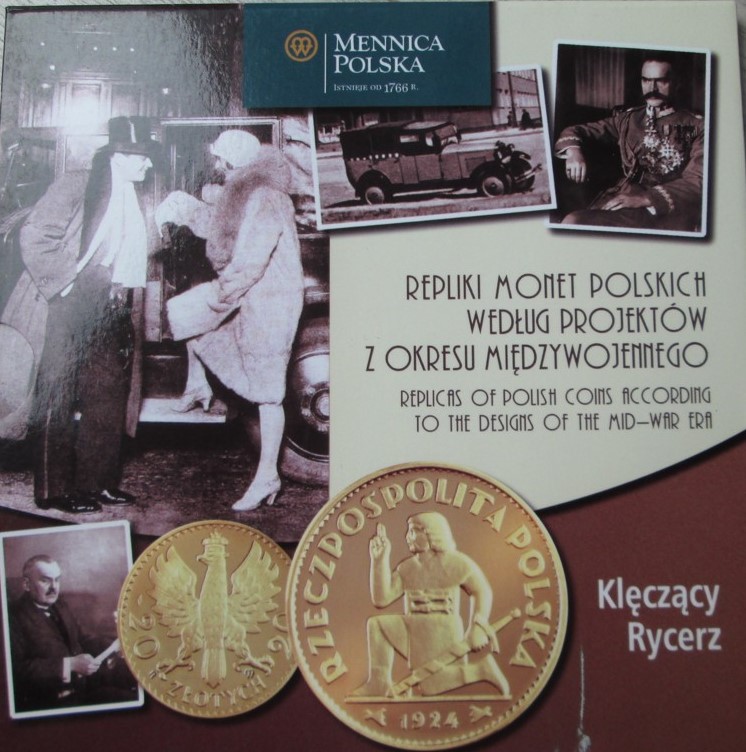 MENNICA
POLSKA
ISTNIEJE OD 1766 R.
REPLIKI MONET POLSKICH
WEDŁUG PROJEKTÓW
Z OKRESU MIĘDZYWOJENNEGO
REPLICAS OF POLISH COINS ACCORDING
TO THE DESIGNS OF THE MID–WAR ERA
RZECZPOSPOLITA POLSKA
1924
20 20
ZŁOTYCH
Klęczący
Rycerz